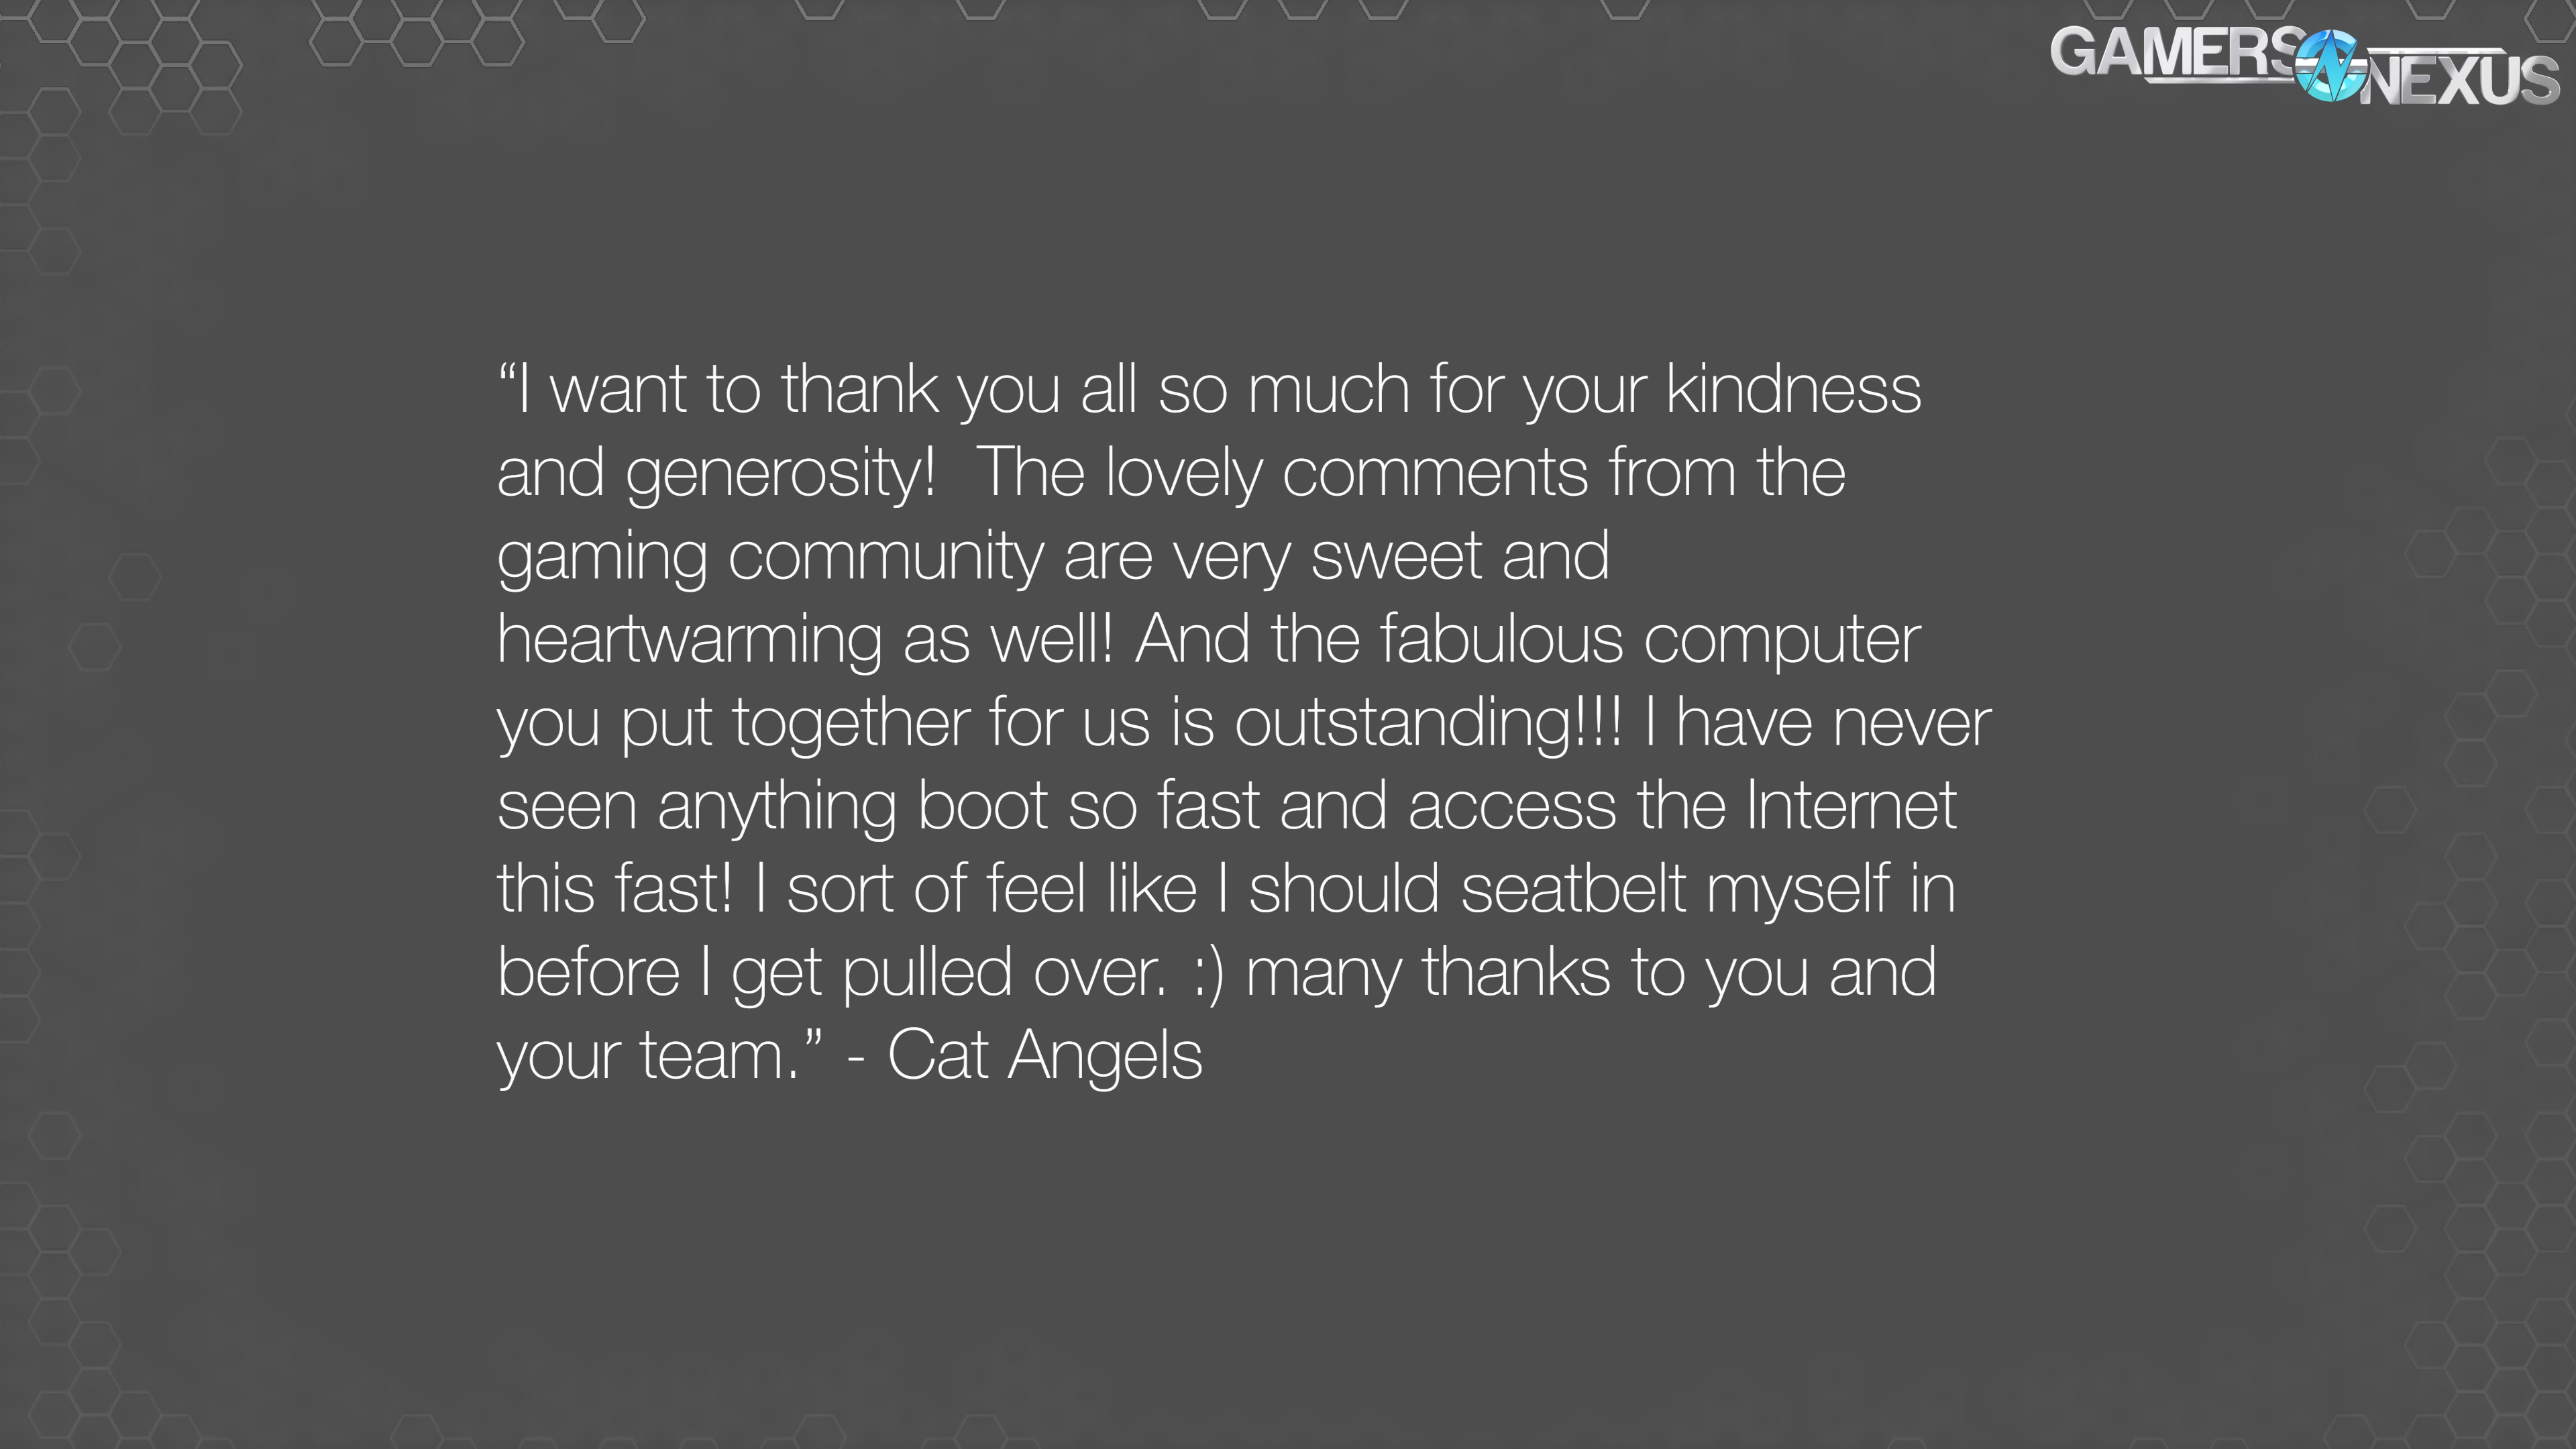 GAMERS NEXUS
“I want to thank you all so much for your kindness
and generosity!  The lovely comments from the
gaming community are very sweet and
heartwarming as well! And the fabulous computer
you put together for us is outstanding!!! I have never
seen anything boot so fast and access the Internet
this fast! I sort of feel like I should seatbelt myself in
before I get pulled over. :) many thanks to you and
your team.” - Cat Angels